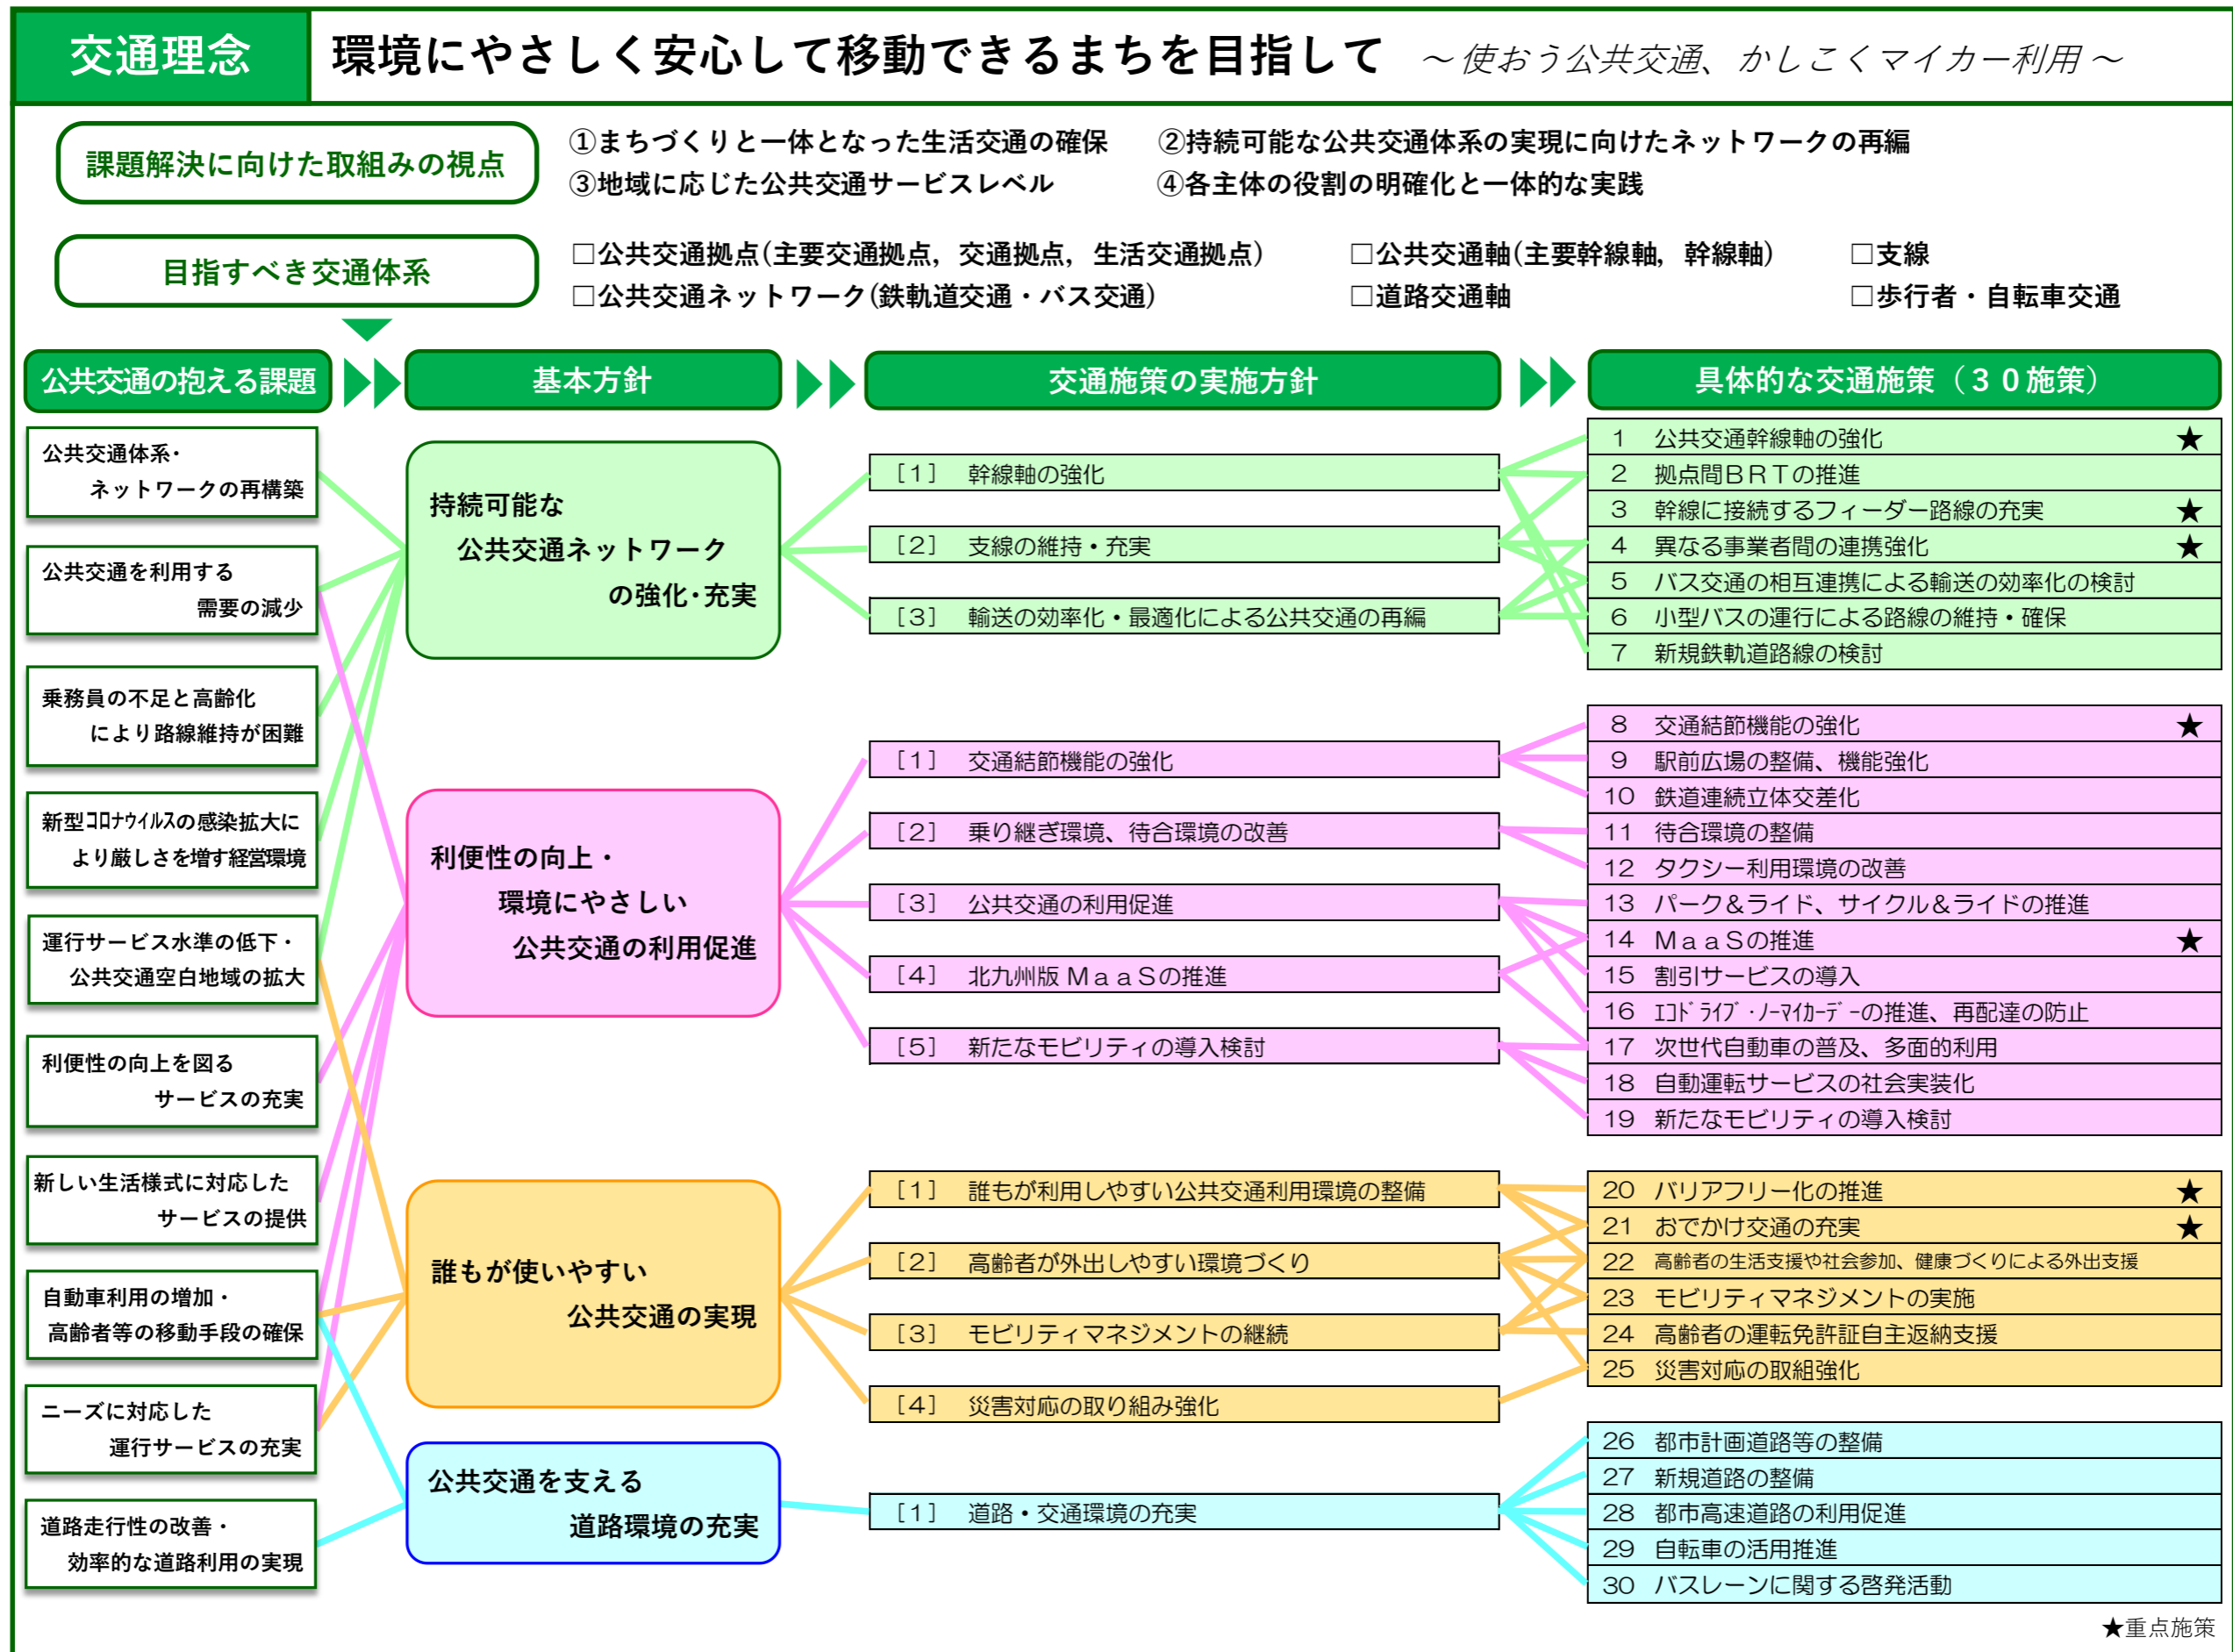 交通理念
環境にやさしく安心して移動できるまちを目指して ～使おう公共交通、かしこくマイカー利用～
課題解決に向けた取組みの視点
①まちづくりと一体となった生活交通の確保 ②持続可能な公共交通体系の実現に向けたネットワークの再編
③地域に応じた公共交通サービスレベル ④各主体の役割の明確化と一体的な実践
目指すべき交通体系
□公共交通拠点(主要交通拠点，交通拠点，生活交通拠点) □公共交通軸(主要幹線軸，幹線軸) □支線
□公共交通ネットワーク(鉄軌道交通・バス交通) □道路交通軸 □歩行者・自転車交通
公共交通の抱える課題
基本方針
交通施策の実施方針
具体的な交通施策（３０施策）
公共交通体系・
ネットワークの再構築
公共交通を利用する
需要の減少
乗務員の不足と高齢化
により路線維持が困難
新型コロナウイルスの感染拡大に
より厳しさを増す経営環境
運行サービス水準の低下・
公共交通空白地域の拡大
利便性の向上を図る
サービスの充実
新しい生活様式に対応した
サービスの提供
自動車利用の増加・
高齢者等の移動手段の確保
ニーズに対応した
運行サービスの充実
道路走行性の改善・
効率的な道路利用の実現
持続可能な
公共交通ネットワーク
の強化・充実
利便性の向上・
環境にやさしい
公共交通の利用促進
誰もが使いやすい
公共交通の実現
公共交通を支える
道路環境の充実
［1］ 幹線軸の強化
［2］ 支線の維持・充実
［3］ 輸送の効率化・最適化による公共交通の再編
［1］ 交通結節機能の強化
［2］ 乗り継ぎ環境、待合環境の改善
［3］ 公共交通の利用促進
［4］ 北九州版ＭａａＳの推進
［5］ 新たなモビリティの導入検討
［1］ 誰もが利用しやすい公共交通利用環境の整備
［2］ 高齢者が外出しやすい環境づくり
［3］ モビリティマネジメントの継続
［4］ 災害対応の取り組み強化
［1］ 道路・交通環境の充実
1 公共交通幹線軸の強化 ★
2 拠点間ＢＲＴの推進
3 幹線に接続するフィーダー路線の充実 ★
4 異なる事業者間の連携強化 ★
5 バス交通の相互連携による輸送の効率化の検討
6 小型バスの運行による路線の維持・確保
7 新規鉄軌道路線の検討
8 交通結節機能の強化 ★
9 駅前広場の整備、機能強化
10 鉄道連続立体交差化
11 待合環境の整備
12 タクシー利用環境の改善
13 パーク＆ライド、サイクル＆ライドの推進
14 ＭａａＳの推進 ★
15 割引サービスの導入
16 ｴｺﾄﾞﾗｲﾌﾞ・ﾉｰﾏｲｶｰﾃﾞｰの推進、再配達の防止
17 次世代自動車の普及、多面的利用
18 自動運転サービスの社会実装化
19 新たなモビリティの導入検討
20 バリアフリー化の推進 ★
21 おでかけ交通の充実 ★
22 高齢者の生活支援や社会参加、健康づくりによる外出支援
23 モビリティマネジメントの実施
24 高齢者の運転免許証自主返納支援
25 災害対応の取組強化
26 都市計画道路等の整備
27 新規道路の整備
28 都市高速道路の利用促進
29 自転車の活用推進
30 バスレーンに関する啓発活動
★重点施策